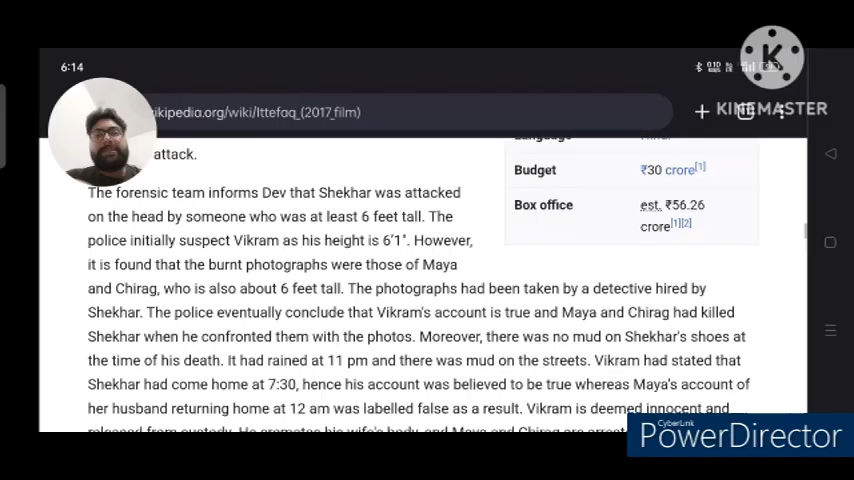 6:14
KINEMASTER
kipedia.org/wiki/Ittefaq_(2017_film)
attack.
Budget
₹30 crore[1]
Box office
est. ₹56.26
crore[1][2]
The forensic team informs Dev that Shekhar was attacked
on the head by someone who was at least 6 feet tall. The
police initially suspect Vikram as his height is 6'1". However,
it is found that the burnt photographs were those of Maya
and Chirag, who is also about 6 feet tall. The photographs had been taken by a detective hired by
Shekhar. The police eventually conclude that Vikram's account is true and Maya and Chirag had killed
Shekhar when he confronted them with the photos. Moreover, there was no mud on Shekhar's shoes at
the time of his death. It had rained at 11 pm and there was mud on the streets. Vikram had stated that
Shekhar had come home at 7:30, hence his account was believed to be true whereas Maya's account of
her husband returning home at 12 am was labelled false as a result. Vikram is deemed innocent and
CyberLink
PowerDirector